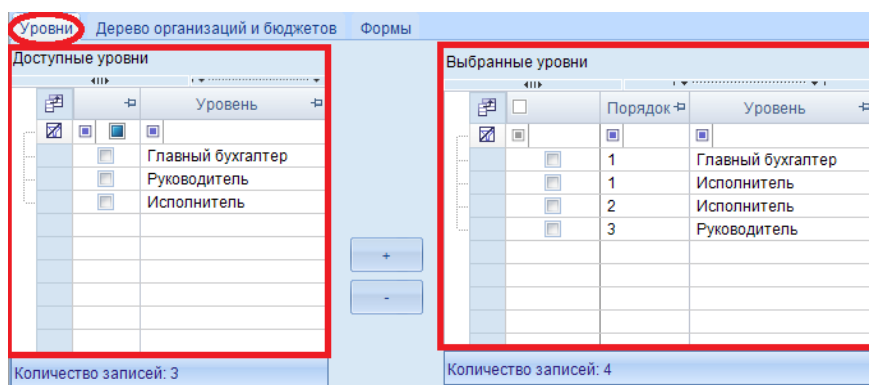 Уровни Дерево организаций и бюджетов Формы
Доступные уровни
Уровень
Главный бухгалтер
Руководитель
Исполнитель
Количество записей: 3
+
-
Выбранные уровни
Порядок Уровень
1 Главный бухгалтер
1 Исполнитель
2 Исполнитель
3 Руководитель
Количество записей: 4